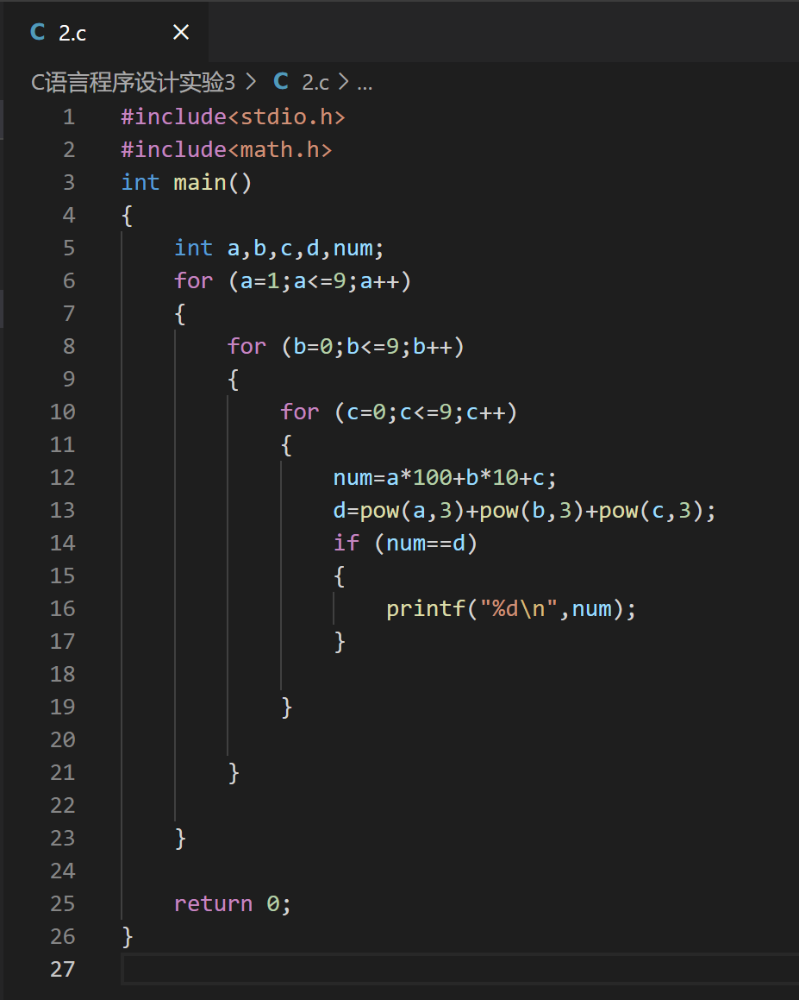 C 2.c ×
C语言程序设计实验3 > C 2.c > ...
1 #include<stdio.h>
2 #include<math.h>
3 int main()
4 {
5     int a,b,c,d,num;
6     for (a=1;a<=9;a++)
7     {
8         for (b=0;b<=9;b++)
9         {
10             for (c=0;c<=9;c++)
11             {
12                 num=a*100+b*10+c;
13                 d=pow(a,3)+pow(b,3)+pow(c,3);
14                 if (num==d)
15                 {
16                     printf("%d\n",num);
17                 }
18
19             }
20
21         }
22
23     }
24
25     return 0;
26 }
27